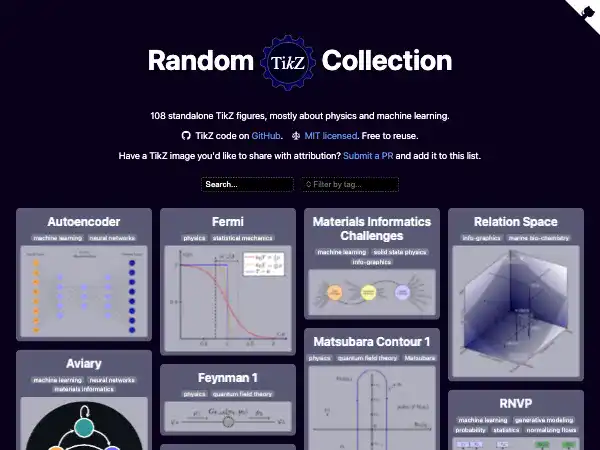 Random TikZ Collection
108 standalone TikZ figures, mostly about physics and machine learning.
TikZ code on GitHub. MIT licensed. Free to reuse.
Have a TikZ image you'd like to share with attribution? Submit a PR and add it to this list.
Search...
Filter by tag...
Autoencoder
machine learning neural networks
Aviary
machine learning neural networks
materials informatics
Fermi
physics statistical mechanics
Feynman 1
physics quantum field theory
Materials Informatics
Challenges
machine learning solid state physics
info-graphics
Matsubara Contour 1
physics quantum field theory Matsubara
Relation Space
info-graphics marine bio-chemistry
RNVP
machine learning generative modeling
probability statistics normalizing flows